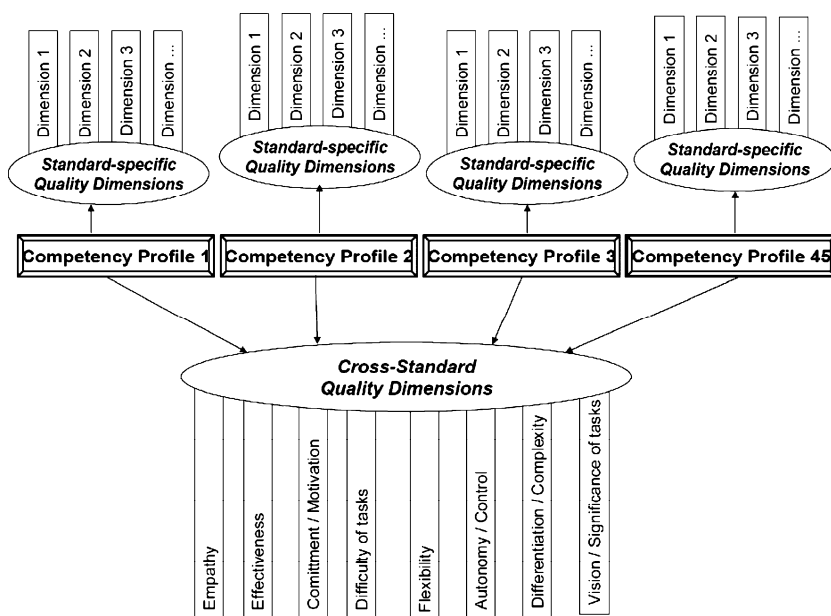 Dimension 1
Dimension 2
Dimension 3
Dimension ...
Standard-specific
Quality Dimensions
Dimension 1
Dimension 2
Dimension 3
Dimension ...
Standard-specific
Quality Dimensions
Dimension 1
Dimension 2
Dimension 3
Dimension ...
Standard-specific
Quality Dimensions
Dimension 1
Dimension 2
Dimension 3
Dimension ...
Standard-specific
Quality Dimensions
Competency Profile 1
Competency Profile 2
Competency Profile 3
Competency Profile 45
Cross-Standard
Quality Dimensions
Empathy
Effectiveness
Comittment / Motivation
Difficulty of tasks
Flexibility
Autonomy / Control
Differentiation / Complexity
Vision / Significance of tasks